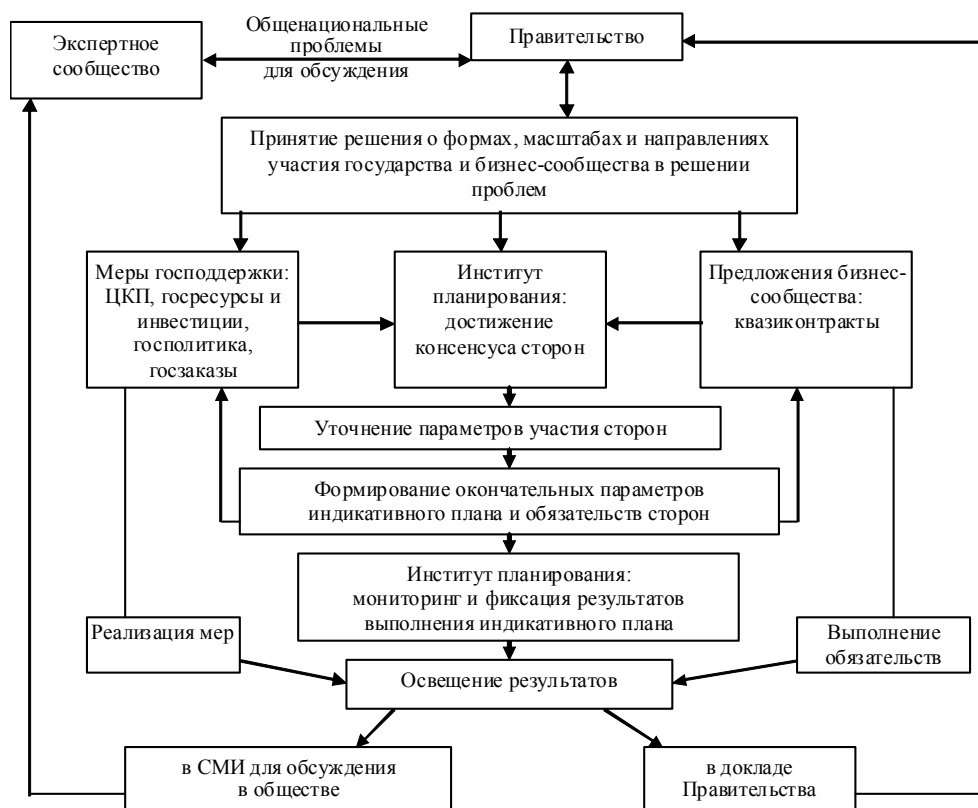 Экспертное
сообщество
Общенациональные
проблемы
для обсуждения
Правительство
Принятие решения о формах, масштабах и направлениях
участия государства и бизнес-сообщества в решении
проблем
Меры господдержки:
ЦКП, госресурсы и
инвестиции,
госполитика,
госзаказы
Институт
планирования:
достижение
консенсуса сторон
Предложения бизнес-
сообщества:
квазиконтракты
Уточнение параметров участия сторон
Формирование окончательных параметров
индикативного плана и обязательств сторон
Институт планирования:
мониторинг и фиксация результатов
выполнения индикативного плана
Реализация мер
Выполнение
обязательств
Освещение результатов
в СМИ для обсуждения
в обществе
в докладе
Правительства